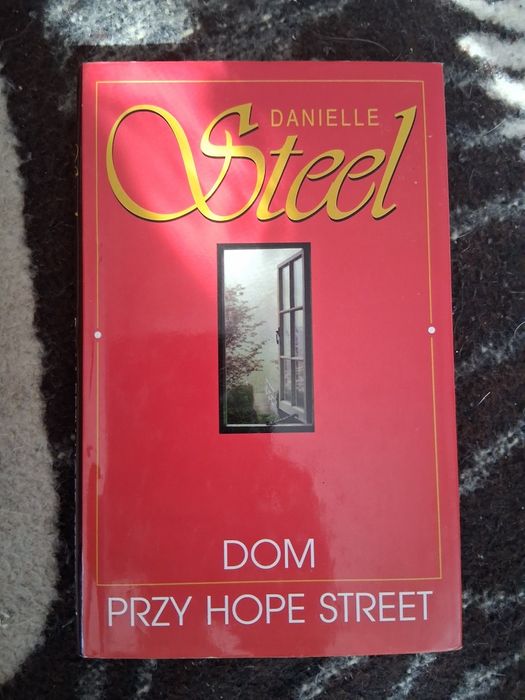 DANIELLE
Steel
DOM
PRZY HOPE STREET